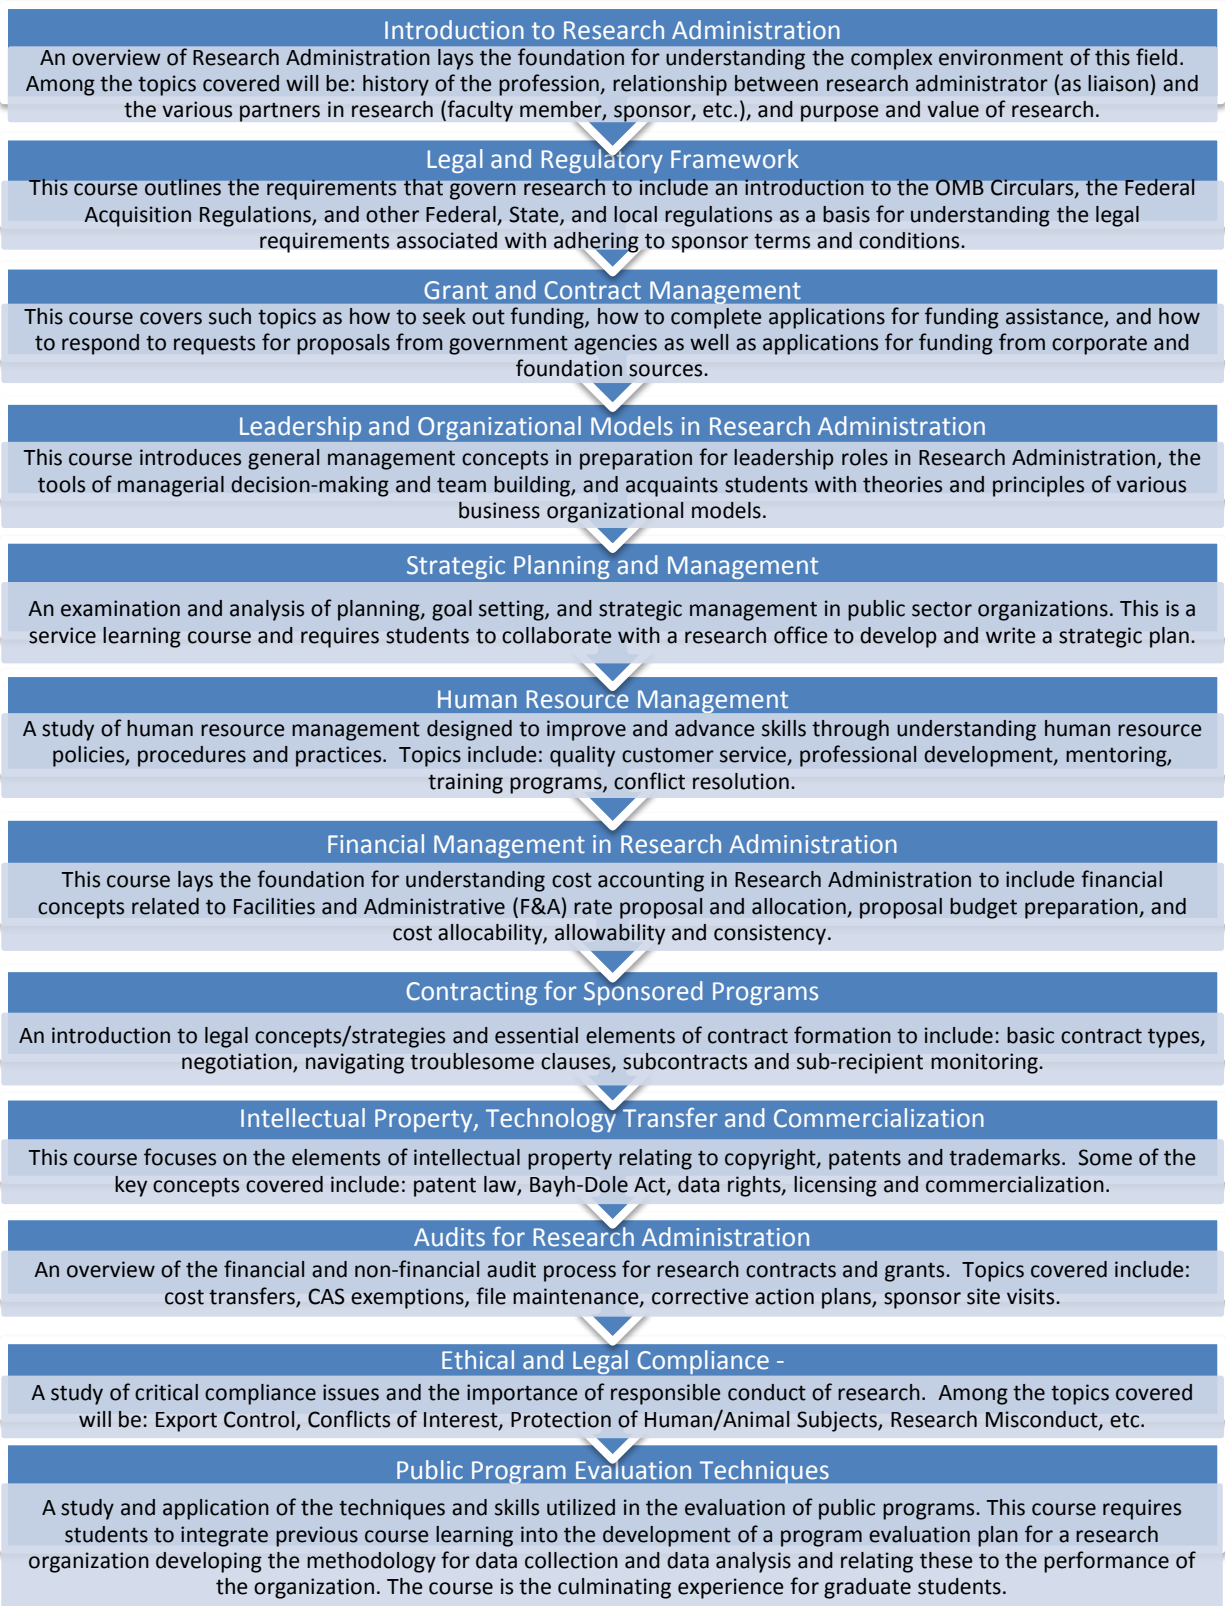 Introduction to Research Administration
An overview of Research Administration lays the foundation for understanding the complex environment of this field.
Among the topics covered will be: history of the profession, relationship between research administrator (as liaison) and
the various partners in research (faculty member, sponsor, etc.), and purpose and value of research.
Legal and Regulatory Framework
This course outlines the requirements that govern research to include an introduction to the OMB Circulars, the Federal
Acquisition Regulations, and other Federal, State, and local regulations as a basis for understanding the legal
requirements associated with adhering to sponsor terms and conditions.
Grant and Contract Management
This course covers such topics as how to seek out funding, how to complete applications for funding assistance, and how
to respond to requests for proposals from government agencies as well as applications for funding from corporate and
foundation sources.
Leadership and Organizational Models in Research Administration
This course introduces general management concepts in preparation for leadership roles in Research Administration, the
tools of managerial decision-making and team building, and acquaints students with theories and principles of various
business organizational models.
Strategic Planning and Management
An examination and analysis of planning, goal setting, and strategic management in public sector organizations. This is a
service learning course and requires students to collaborate with a research office to develop and write a strategic plan.
Human Resource Management
A study of human resource management designed to improve and advance skills through understanding human resource
policies, procedures and practices.  Topics include: quality customer service, professional development, mentoring,
training programs, conflict resolution.
Financial Management in Research Administration
This course lays the foundation for understanding cost accounting in Research Administration to include financial
concepts related to Facilities and Administrative (F&A) rate proposal and allocation, proposal budget preparation, and
cost allocability, allowability and consistency.
Contracting for Sponsored Programs
An introduction to legal concepts/strategies and essential elements of contract formation to include: basic contract types,
negotiation, navigating troublesome clauses, subcontracts and sub-recipient monitoring.
Intellectual Property, Technology Transfer and Commercialization
This course focuses on the elements of intellectual property relating to copyright, patents and trademarks.  Some of the
key concepts covered include: patent law, Bayh-Dole Act, data rights, licensing and commercialization.
Audits for Research Administration
An overview of the financial and non-financial audit process for research contracts and grants.  Topics covered include:
cost transfers, CAS exemptions, file maintenance, corrective action plans, sponsor site visits.
Ethical and Legal Compliance -
A study of critical compliance issues and the importance of responsible conduct of research.  Among the topics covered
will be: Export Control, Conflicts of Interest, Protection of Human/Animal Subjects, Research Misconduct, etc.
Public Program Evaluation Techniques
A study and application of the techniques and skills utilized in the evaluation of public programs. This course requires
students to integrate previous course learning into the development of a program evaluation plan for a research
organization developing the methodology for data collection and data analysis and relating these to the performance of
the organization. The course is the culminating experience for graduate students.